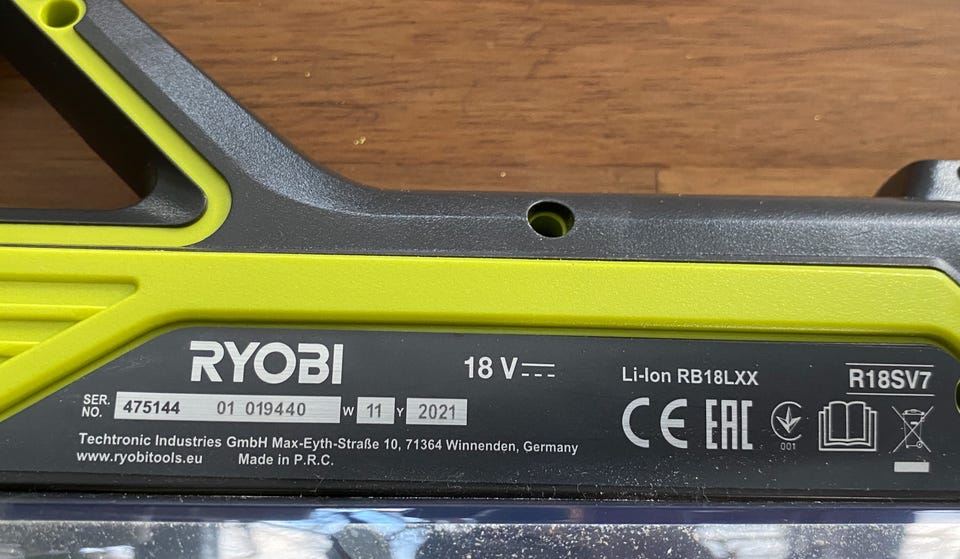 RYOBI
18 V
Li-Ion RB18LXX
R18SV7
SER. NO. 475144 01 019440 W 11 Y 2021
CE EAC 001
Techtronic Industries GmbH Max-Eyth-Straße 10, 71364 Winnenden, Germany
www.ryobitools.eu Made in P.R.C.